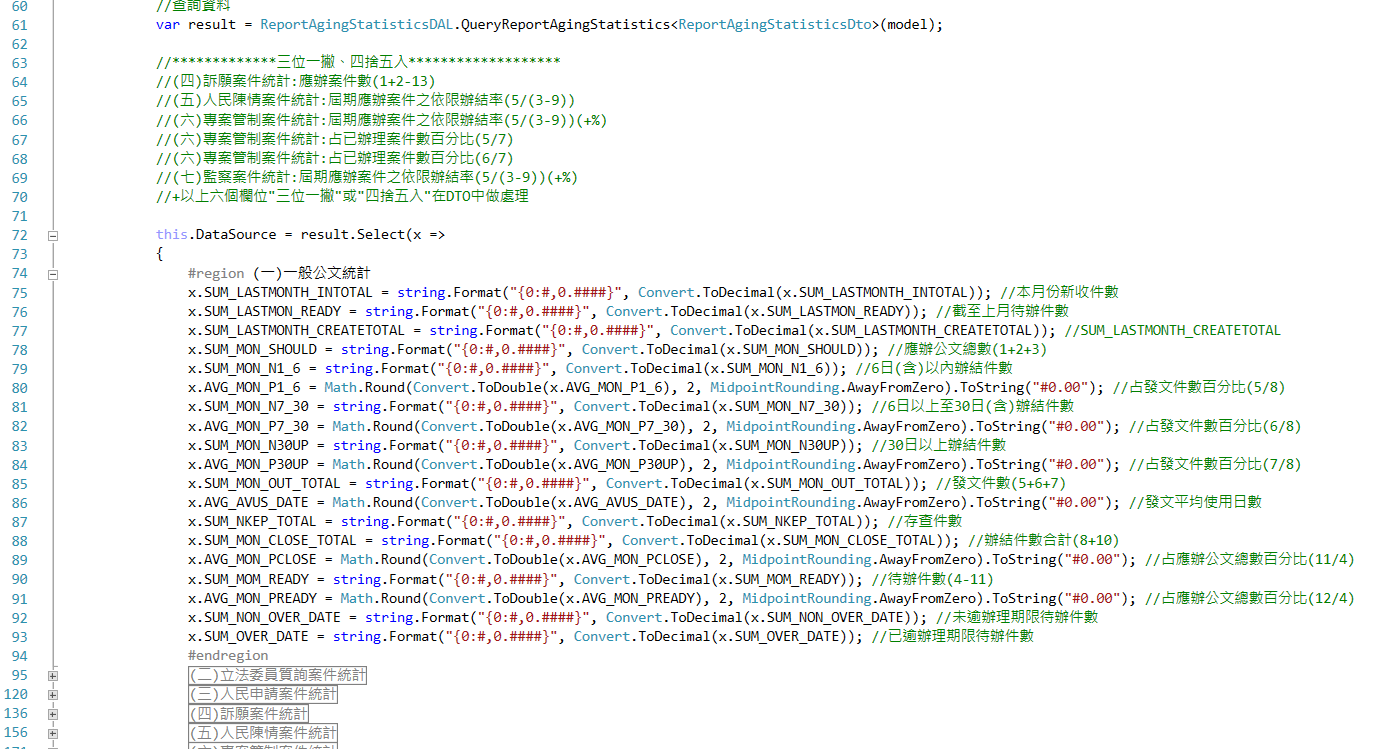 60 //查詢資料
61 var result = ReportAgingStatisticsDAL.QueryReportAgingStatistics<ReportAgingStatisticsDto>(model);
62
63 //*************三位一撇、四捨五入*******************
64 //(四)訴願案件統計:應辦案件數(1+2-13)
65 //(五)人民陳情案件統計:屆期應辦案件之依限辦結率(5/(3-9))
66 //(六)專案管制案件統計:屆期應辦案件之依限辦結率(5/(3-9))(+%)
67 //(六)專案管制案件統計:占已辦理案件數百分比(5/7)
68 //(六)專案管制案件統計:占已辦理案件數百分比(6/7)
69 //(七)監察案件統計:屆期應辦案件之依限辦結率(5/(3-9))(+%)
70 //+以上六個欄位"三位一撇"或"四捨五入"在DTO中做處理
71
72 this.DataSource = result.Select(x =>
73 {
74 #region (一)一般公文統計
75 x.SUM_LASTMONTH_INTOTAL = string.Format("{0:#,0.####}", Convert.ToDecimal(x.SUM_LASTMONTH_INTOTAL)); //本月份新收件數
76 x.SUM_LASTMON_READY = string.Format("{0:#,0.####}", Convert.ToDecimal(x.SUM_LASTMON_READY)); //截至上月待辦件數
77 x.SUM_LASTMONTH_CREATETOTAL = string.Format("{0:#,0.####}", Convert.ToDecimal(x.SUM_LASTMONTH_CREATETOTAL)); //SUM_LASTMONTH_CREATETOTAL
78 x.SUM_MON_SHOULD = string.Format("{0:#,0.####}", Convert.ToDecimal(x.SUM_MON_SHOULD)); //應辦公文總數(1+2+3)
79 x.SUM_MON_N1_6 = string.Format("{0:#,0.####}", Convert.ToDecimal(x.SUM_MON_N1_6)); //6日(含)以內辦結件數
80 x.AVG_MON_P1_6 = Math.Round(Convert.ToDouble(x.AVG_MON_P1_6), 2, MidpointRounding.AwayFromZero).ToString("#0.00"); //占發文件數百分比(5/8)
81 x.SUM_MON_N7_30 = string.Format("{0:#,0.####}", Convert.ToDecimal(x.SUM_MON_N7_30)); //6日以上至30日(含)辦結件數
82 x.AVG_MON_P7_30 = Math.Round(Convert.ToDouble(x.AVG_MON_P7_30), 2, MidpointRounding.AwayFromZero).ToString("#0.00"); //占發文件數百分比(6/8)
83 x.SUM_MON_N30UP = string.Format("{0:#,0.####}", Convert.ToDecimal(x.SUM_MON_N30UP)); //30日以上辦結件數
84 x.AVG_MON_P30UP = Math.Round(Convert.ToDouble(x.AVG_MON_P30UP), 2, MidpointRounding.AwayFromZero).ToString("#0.00"); //占發文件數百分比(7/8)
85 x.SUM_MON_OUT_TOTAL = string.Format("{0:#,0.####}", Convert.ToDecimal(x.SUM_MON_OUT_TOTAL)); //發文件數(5+6+7)
86 x.AVG_AVUS_DATE = Math.Round(Convert.ToDouble(x.AVG_AVUS_DATE), 2, MidpointRounding.AwayFromZero).ToString("#0.00"); //發文平均使用日數
87 x.SUM_NKEP_TOTAL = string.Format("{0:#,0.####}", Convert.ToDecimal(x.SUM_NKEP_TOTAL)); //存查件數
88 x.SUM_MON_CLOSE_TOTAL = string.Format("{0:#,0.####}", Convert.ToDecimal(x.SUM_MON_CLOSE_TOTAL)); //辦結件數合計(8+10)
89 x.AVG_MON_PCLOSE = Math.Round(Convert.ToDouble(x.AVG_MON_PCLOSE), 2, MidpointRounding.AwayFromZero).ToString("#0.00"); //占應辦公文總數百分比(11/4)
90 x.SUM_MOM_READY = string.Format("{0:#,0.####}", Convert.ToDecimal(x.SUM_MOM_READY)); //待辦件數(4-11)
91 x.AVG_MON_PREADY = Math.Round(Convert.ToDouble(x.AVG_MON_PREADY), 2, MidpointRounding.AwayFromZero).ToString("#0.00"); //占應辦公文總數百分比(12/4)
92 x.SUM_NON_OVER_DATE = string.Format("{0:#,0.####}", Convert.ToDecimal(x.SUM_NON_OVER_DATE)); //未逾辦理期限待辦件數
93 x.SUM_OVER_DATE = string.Format("{0:#,0.####}", Convert.ToDecimal(x.SUM_OVER_DATE)); //已逾辦理期限待辦件數
94 #endregion
95 (二)立法委員質詢案件統計
120 (三)人民申請案件統計
136 (四)訴願案件統計
156 (五)人民陳情案件統計